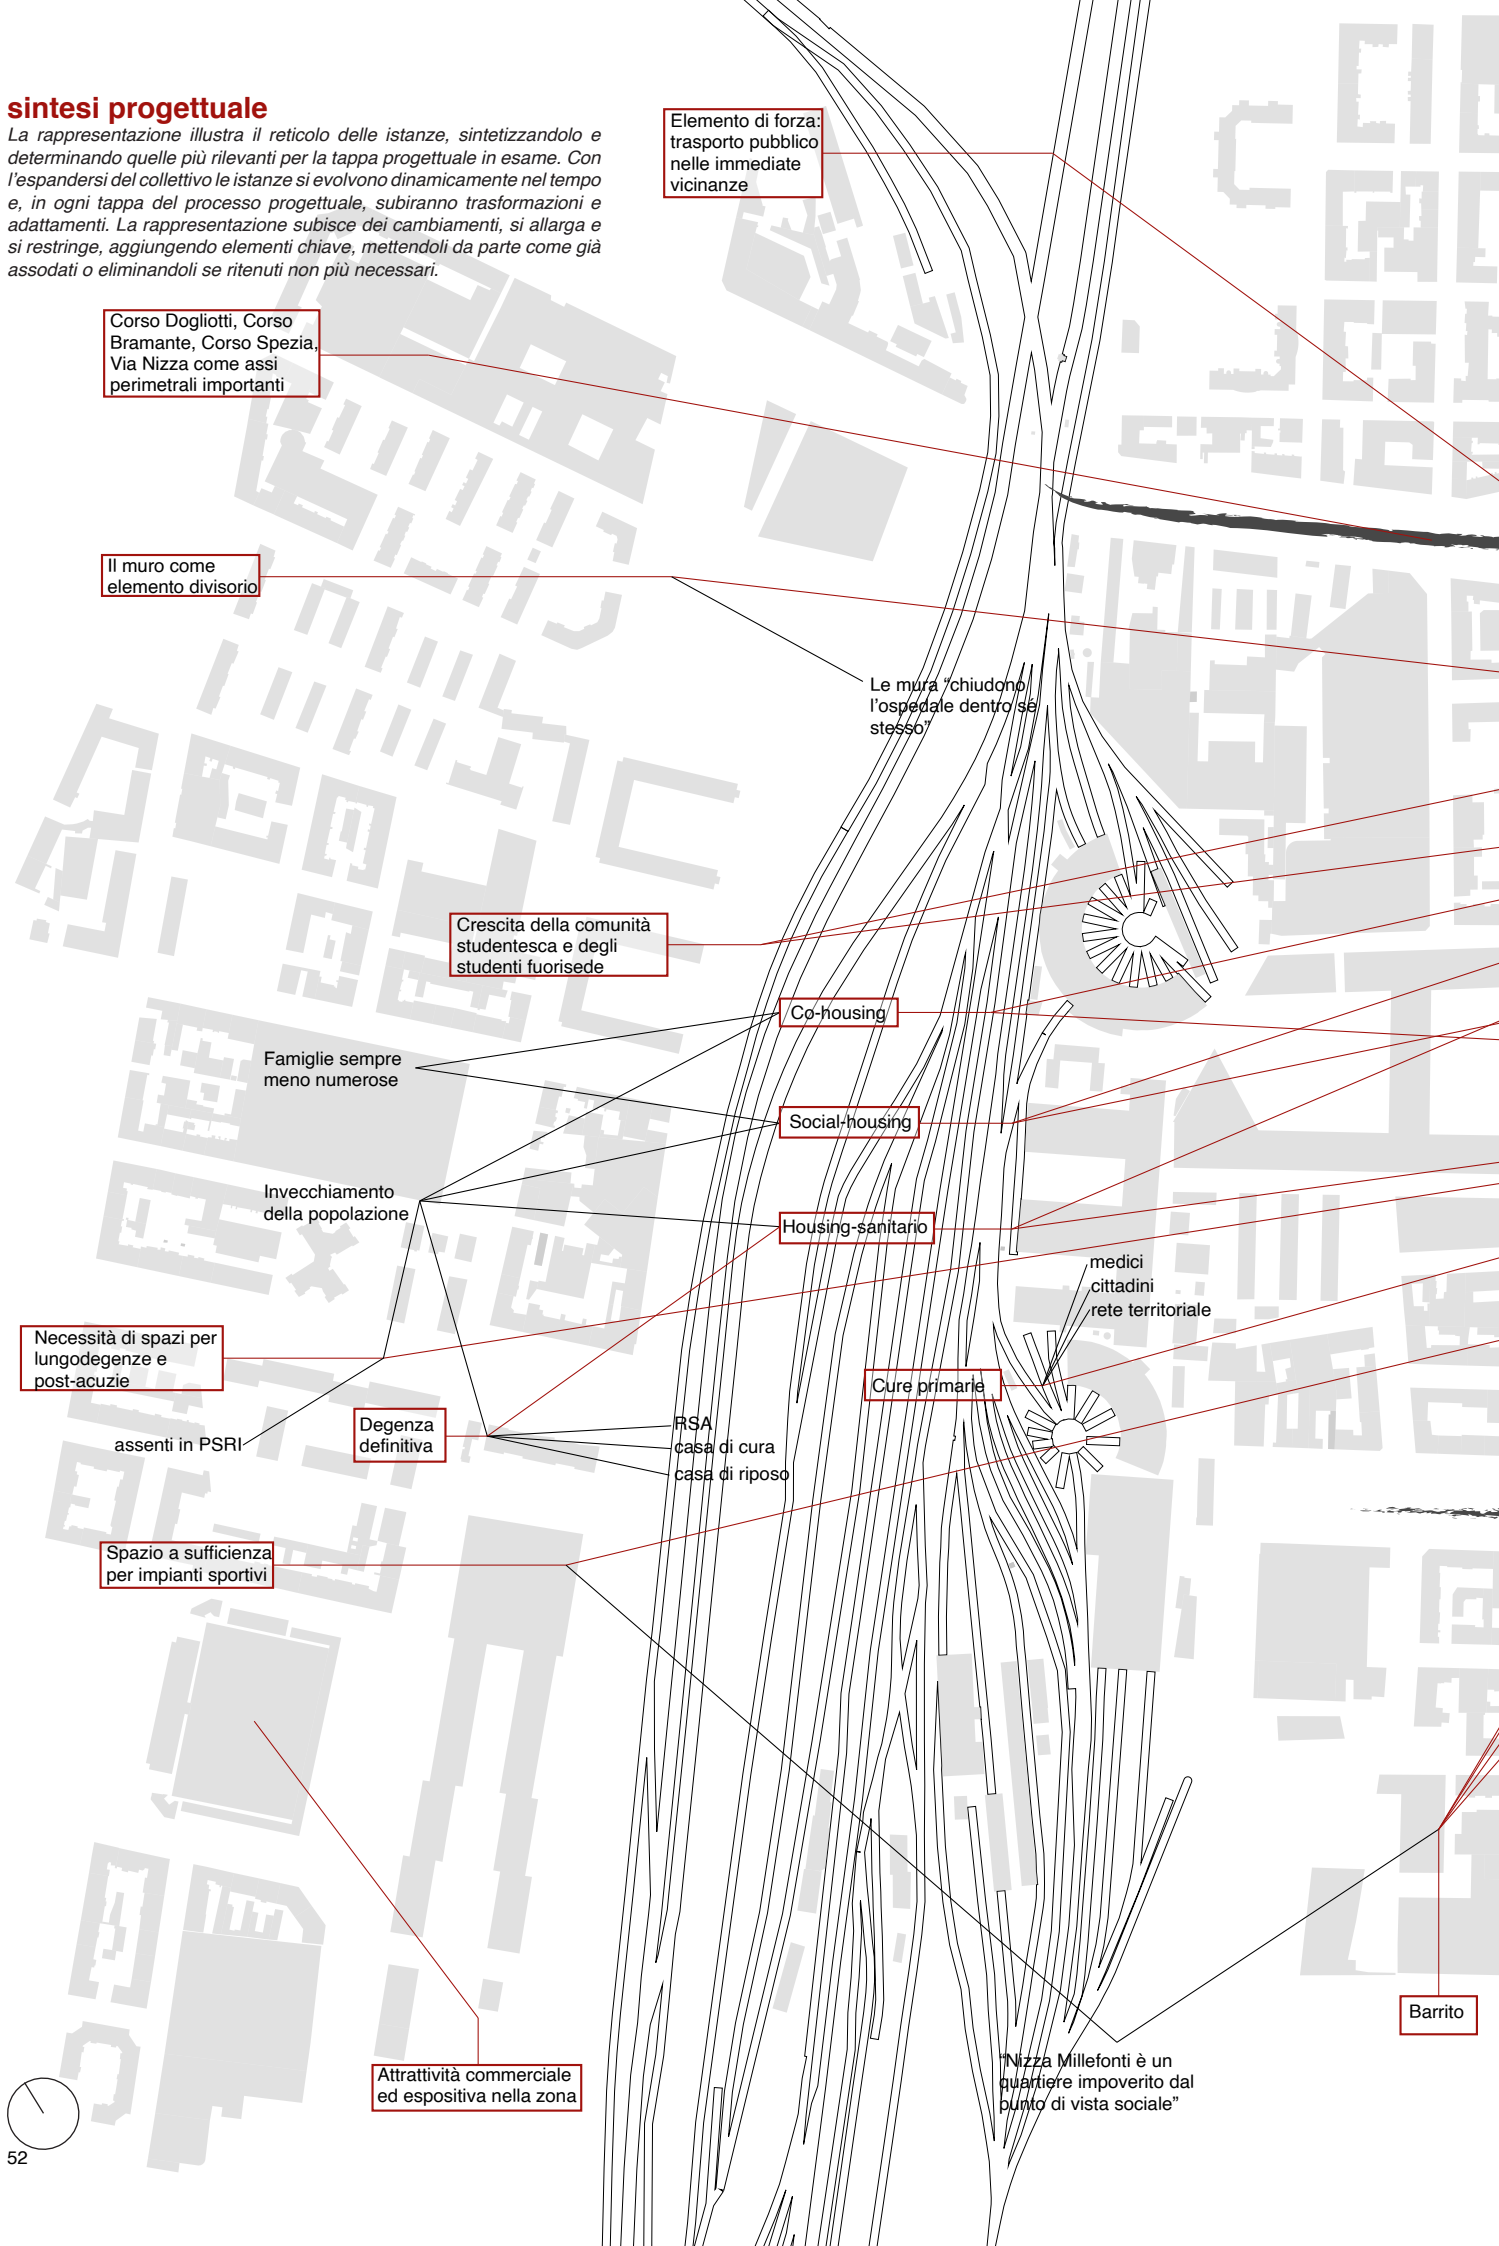 sintesi progettuale
La rappresentazione illustra il reticolo delle istanze, sintetizzandolo e
determinando quelle più rilevanti per la tappa progettuale in esame. Con
l'espandersi del collettivo le istanze si evolvono dinamicamente nel tempo
e, in ogni tappa del processo progettuale, subiranno trasformazioni e
adattamenti. La rappresentazione subisce dei cambiamenti, si allarga e
si restringe, aggiungendo elementi chiave, mettendoli da parte come già
assodati o eliminandoli se ritenuti non più necessari.
Elemento di forza:
trasporto pubblico
nelle immediate
vicinanze
Corso Dogliotti, Corso
Bramante, Corso Spezia,
Via Nizza come assi
perimetrali importanti
Il muro come
elemento divisorio
Le mura “chiudono
l'ospedale dentro sé
stesso”
Crescita della comunità
studentesca e degli
studenti fuorisede
Co-housing
Famiglie sempre
meno numerose
Social-housing
Invecchiamento
della popolazione
Housing-sanitario
medici
cittadini
rete territoriale
Necessità di spazi per
lungodegenze e
post-acuzie
Cure primarie
Degenza
definitiva
RSA
casa di cura
casa di riposo
assenti in PSRI
Spazio a sufficienza
per impianti sportivi
Barrito
“Nizza Millefonti è un
quartiere impoverito dal
punto di vista sociale”
Attrattività commerciale
ed espositiva nella zona
52